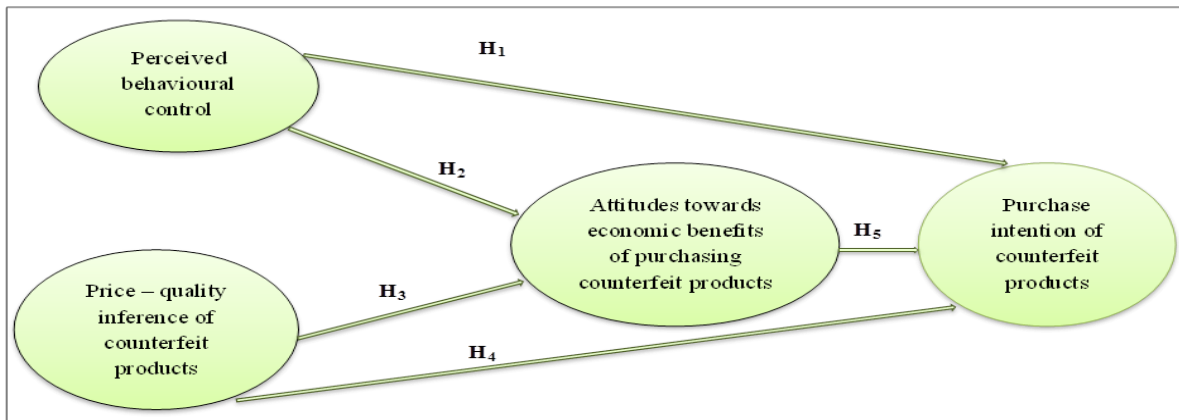 Perceived
behavioural
control
H₁
H₂
Attitudes towards
economic benefits
of purchasing
counterfeit products
H₅
Purchase
intention of
counterfeit
products
Price – quality
inference of
counterfeit
products
H₃
H₄